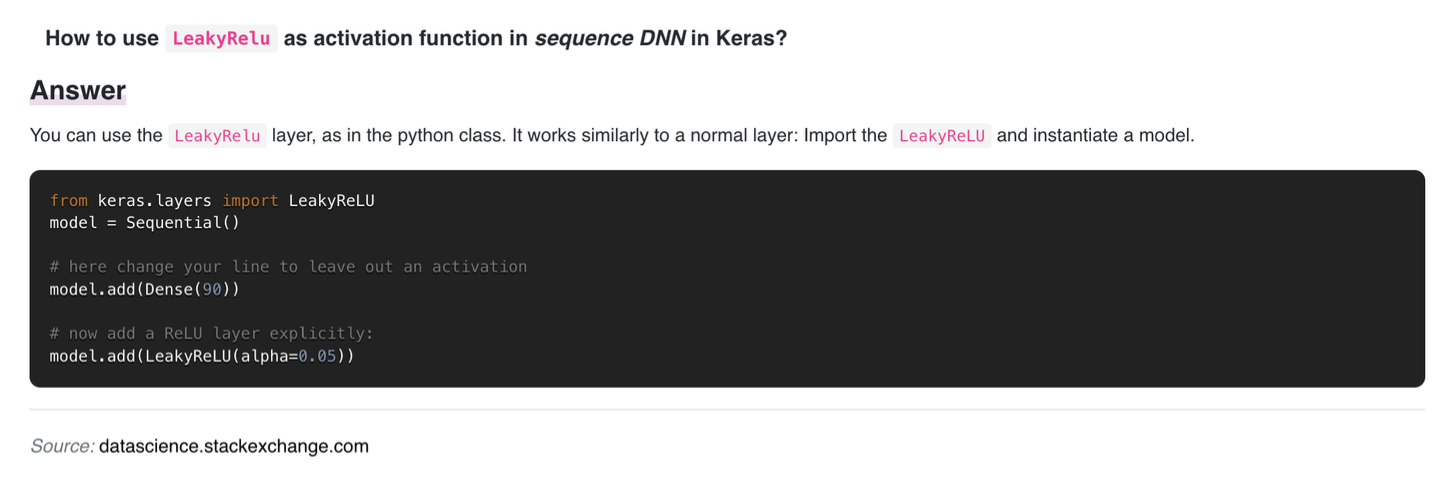 How to use LeakyRelu as activation function in sequence DNN in Keras?
Answer
You can use the LeakyRelu layer, as in the python class. It works similarly to a normal layer: Import the LeakyReLU and instantiate a model.
from keras.layers import LeakyReLU
model = Sequential()
# here change your line to leave out an activation
model.add(Dense(90))
# now add a ReLU layer explicitly:
model.add(LeakyReLU(alpha=0.05))
Source: datascience.stackexchange.com